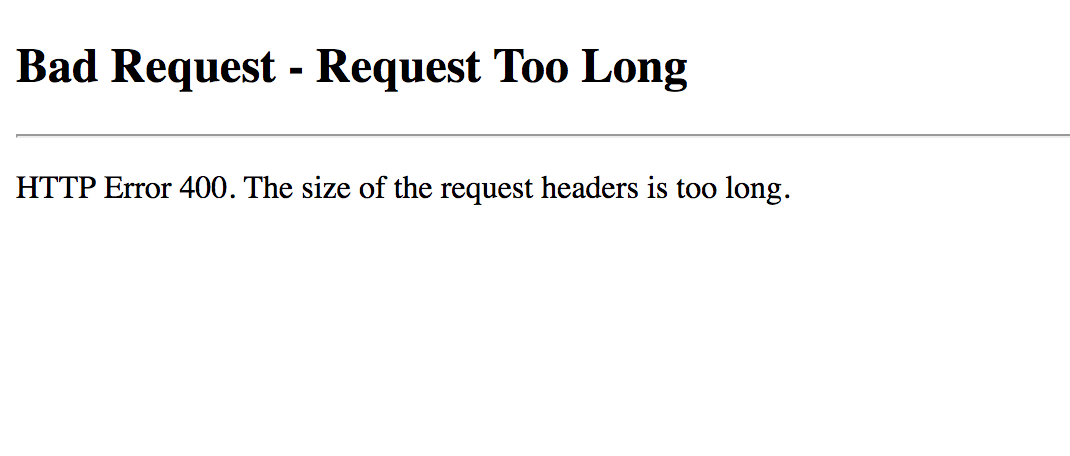 Bad Request - Request Too Long
HTTP Error 400. The size of the request headers is too long.